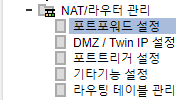 NAT/라우터 관리
포트포워드 설정
DMZ / Twin IP 설정
포트트리거 설정
기타기능 설정
라우팅 테이블 관리